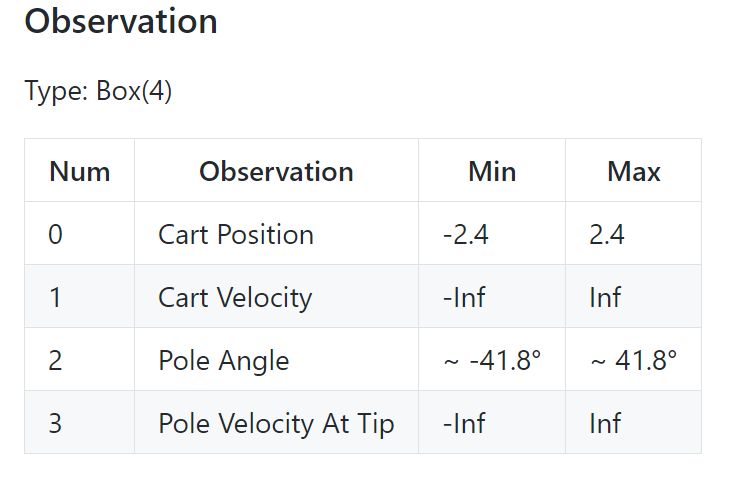 Observation
Type: Box(4)
Num Observation Min Max
0 Cart Position -2.4 2.4
1 Cart Velocity -Inf Inf
2 Pole Angle ~ -41.8° ~ 41.8°
3 Pole Velocity At Tip -Inf Inf